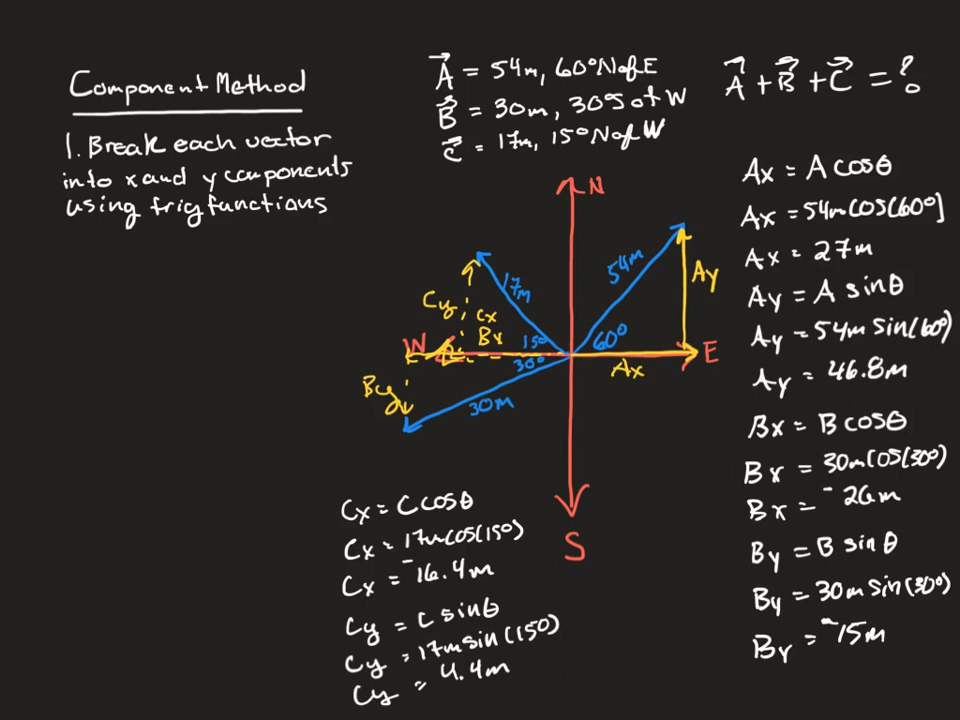 Component Method
1. Break each vector
into x and y components
using trig functions
A = 54m, 60° N of E
B = 30m, 30° S of W
C = 17m, 15° N of W
A + B + C = ?
N
54m
Ay
17m
Cy
Cx
Bx
W
15°
60°
E
30°
Ax
By
30m
S
Ax = A cosθ
Ax = 54m cos(60°)
Ax = 27m
Ay = A sinθ
Ay = 54m sin(60°)
Ay = 46.8m
Bx = B cosθ
Bx = 30m cos(30°)
Bx = -26m
By = B sinθ
By = 30m sin(30°)
By = -15m
Cx = C cosθ
Cx = 17m cos(15°)
Cx = -16.4m
Cy = C sinθ
Cy = 17m sin(15°)
Cy = 4.4m